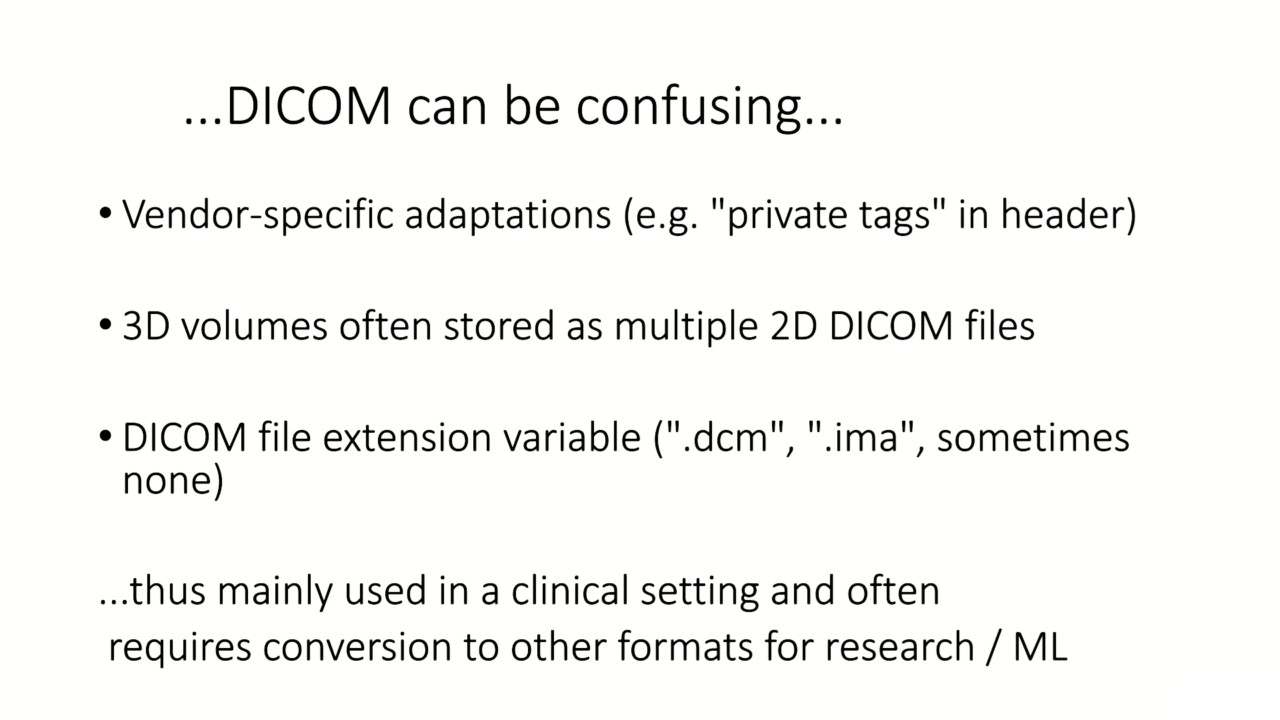 ...DICOM can be confusing...
• Vendor-specific adaptations (e.g. "private tags" in header)
• 3D volumes often stored as multiple 2D DICOM files
• DICOM file extension variable (".dcm", ".ima", sometimes
none)
...thus mainly used in a clinical setting and often
requires conversion to other formats for research / ML